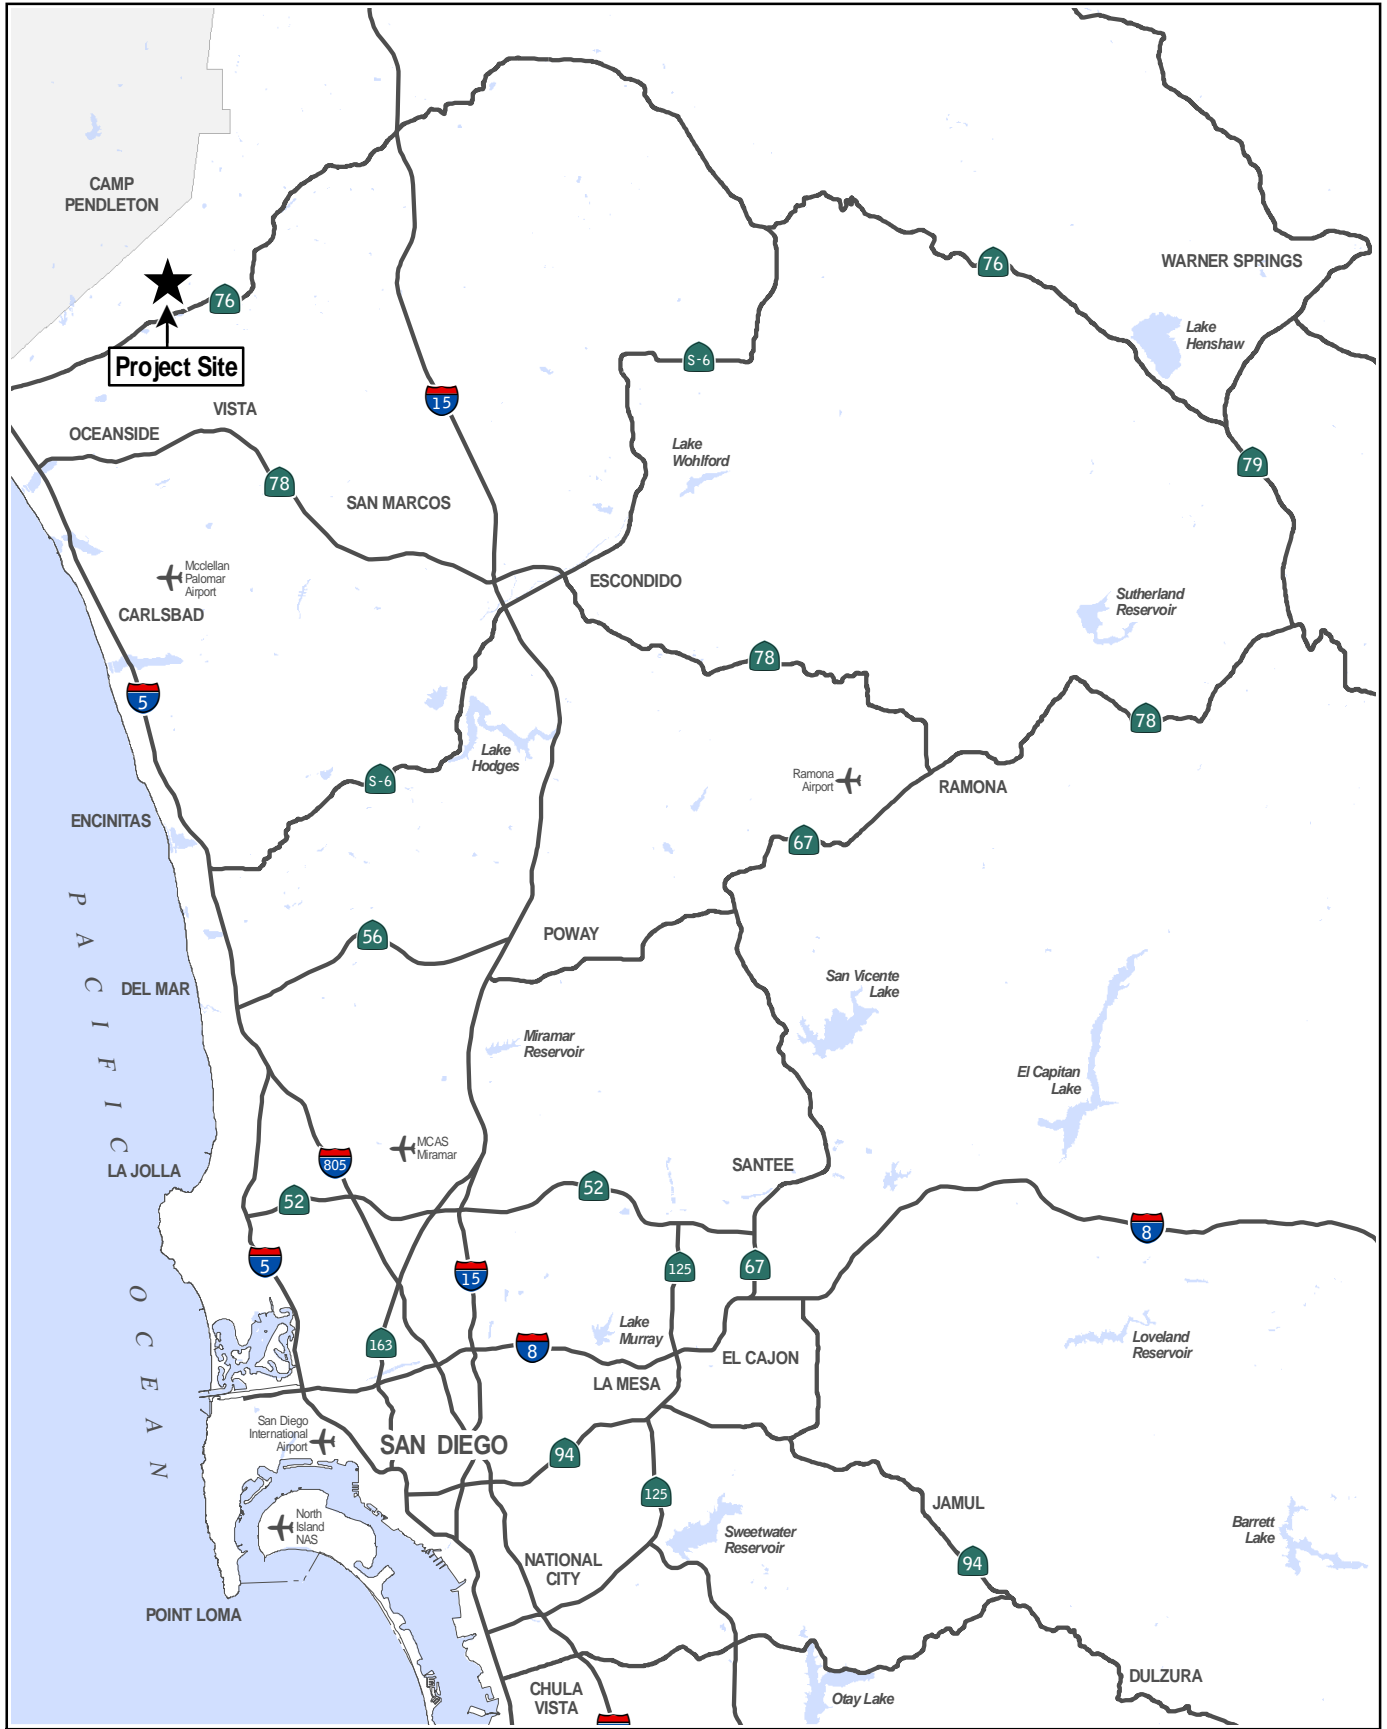 CAMP
PENDLETON
WARNER SPRINGS
76
76
Lake
Henshaw
Project Site
S-6
15
VISTA
OCEANSIDE
Lake
Wohlford
79
78
SAN MARCOS
Mcclellan
Palomar
Airport
ESCONDIDO
CARLSBAD
Sutherland
Reservoir
78
5
78
Lake
Hodges
S-6
Ramona
Airport
RAMONA
ENCINITAS
67
PACIFIC OCEAN
56
POWAY
DEL MAR
San Vicente
Lake
Miramar
Reservoir
El Capitan
Lake
MCAS
Miramar
LA JOLLA
805
SANTEE
52
52
8
5
15
125
67
Lake
Murray
163
8
EL CAJON
Loveland
Reservoir
LA MESA
San Diego
International
Airport
SAN DIEGO
94
125
JAMUL
North
Island
NAS
Sweetwater
Reservoir
Barrett
Lake
NATIONAL
CITY
94
POINT LOMA
DULZURA
CHULA
VISTA
Otay Lake